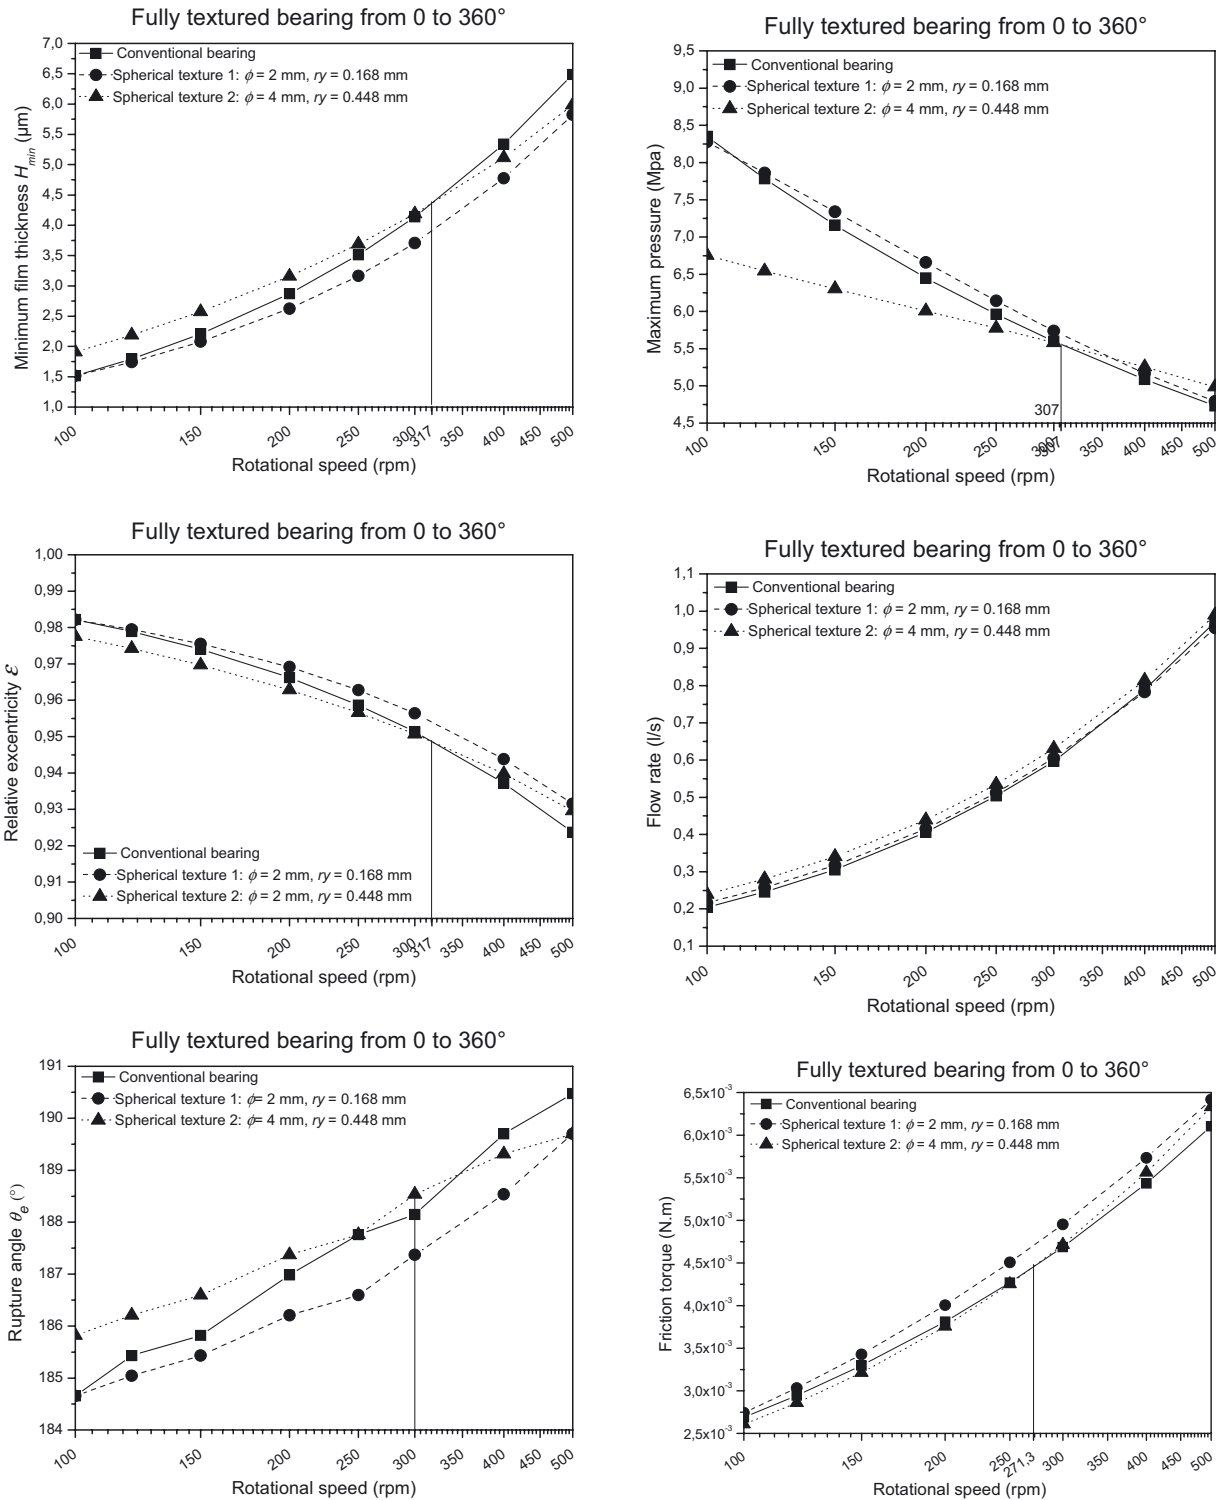 Fully textured bearing from 0 to 360°
7,0
6,5
6,0
5,5
5,0
4,5
4,0
3,5
3,0
2,5
2,0
1,5
1,0
Minimum film thickness Hmin (µm)
Conventional bearing
Spherical texture 1: ϕ = 2 mm, ry = 0.168 mm
Spherical texture 2: ϕ = 4 mm, ry = 0.448 mm
100 150 200 250 300 317 350 400 450 500
Rotational speed (rpm)
Fully textured bearing from 0 to 360°
9,5
9,0
8,5
8,0
7,5
7,0
6,5
6,0
5,5
5,0
4,5
Maximum pressure (Mpa)
Conventional bearing
Spherical texture 1: ϕ = 2 mm, ry = 0.168 mm
Spherical texture 2: ϕ = 4 mm, ry = 0.448 mm
307
100 150 200 250 300 307 350 400 450 500
Rotational speed (rpm)
Fully textured bearing from 0 to 360°
1,00
0,99
0,98
0,97
0,96
0,95
0,94
0,93
0,92
0,91
0,90
Relative excentricity ℰ
Conventional bearing
Spherical texture 1: ϕ = 2 mm, ry = 0.168 mm
Spherical texture 2: ϕ = 2 mm, ry = 0.448 mm
100 150 200 250 300 317 350 400 450 500
Rotational speed (rpm)
Fully textured bearing from 0 to 360°
1,1
1,0
0,9
0,8
0,7
0,6
0,5
0,4
0,3
0,2
0,1
Flow rate (l/s)
Conventional bearing
Spherical texture 1: ϕ = 2 mm, ry = 0.168 mm
Spherical texture 2: ϕ = 4 mm, ry = 0.448 mm
100 150 200 250 300 350 400 450 500
Rotational speed (rpm)
Fully textured bearing from 0 to 360°
191
190
189
188
187
186
185
184
Rupture angle θe (°)
Conventional bearing
Spherical texture 1: ϕ= 2 mm, ry = 0.168 mm
Spherical texture 2: ϕ= 4 mm, ry = 0.448 mm
100 150 200 250 300 350 400 450 500
Rotational speed (rpm)
Fully textured bearing from 0 to 360°
6,5x10-3
6,0x10-3
5,5x10-3
5,0x10-3
4,5x10-3
4,0x10-3
3,5x10-3
3,0x10-3
2,5x10-3
Friction torque (N.m)
Conventional bearing
Spherical texture 1: ϕ = 2 mm, ry = 0.168 mm
Spherical texture 2: ϕ = 4 mm, ry = 0.448 mm
100 150 200 250 271,3 300 350 400 450 500
Rotational speed (rpm)